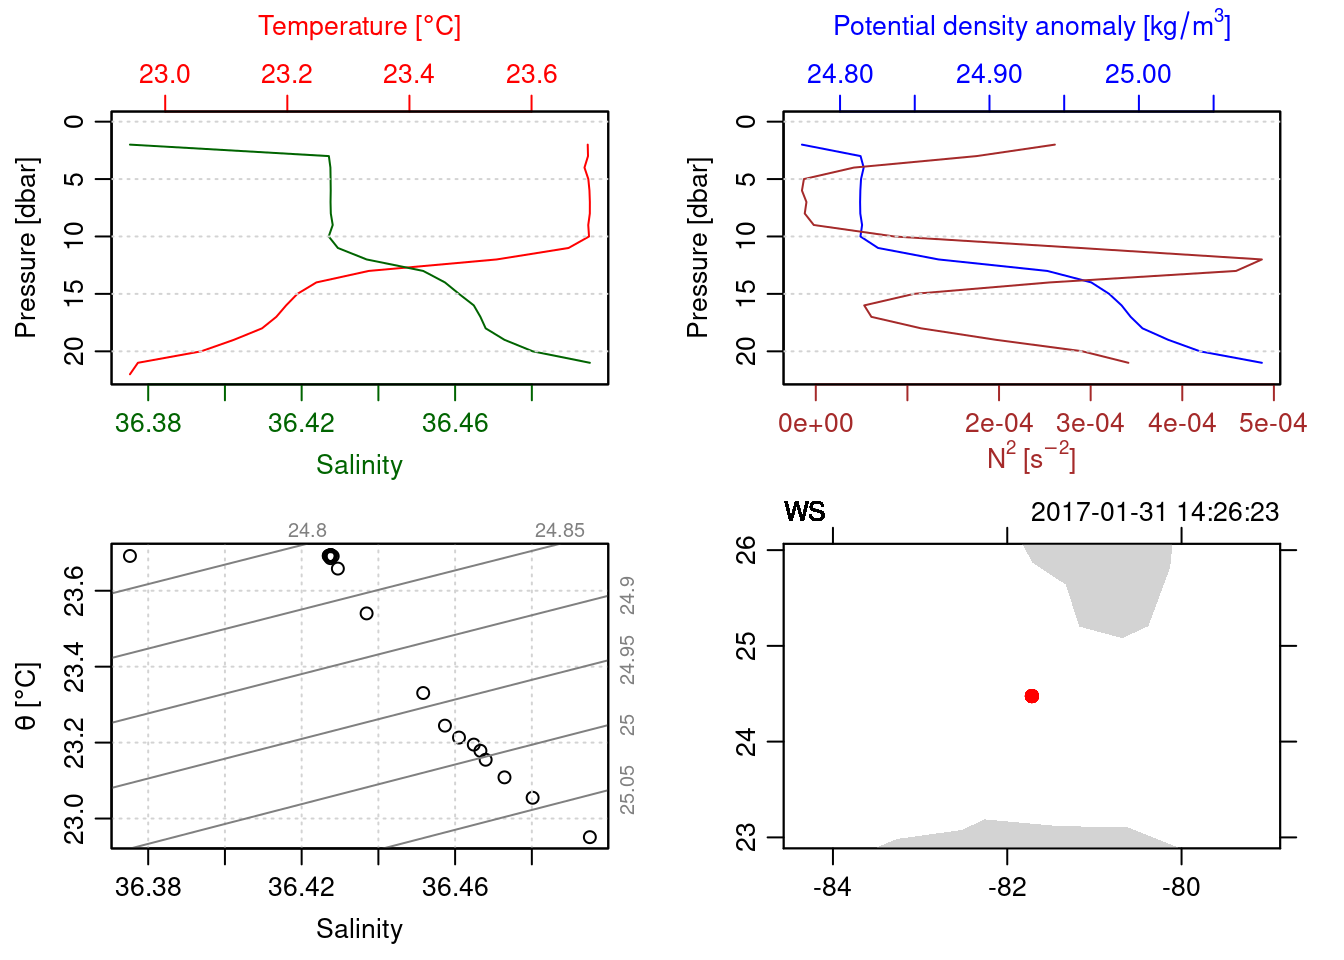 Temperature [°C]
23.0 23.2 23.4 23.6
Pressure [dbar]
0
5
10
15
20
36.38 36.42 36.46
Salinity
Potential density anomaly [kg/m³]
24.80 24.90 25.00
Pressure [dbar]
0
5
10
15
20
0e+00 2e-04 3e-04 4e-04 5e-04
N² [s⁻²]
24.8 24.85
θ [°C]
23.6
23.4
23.2
23.0
24.9
24.95
25
25.05
36.38 36.42 36.46
Salinity
WS 2017-01-31 14:26:23
26
25
24
23
-84 -82 -80